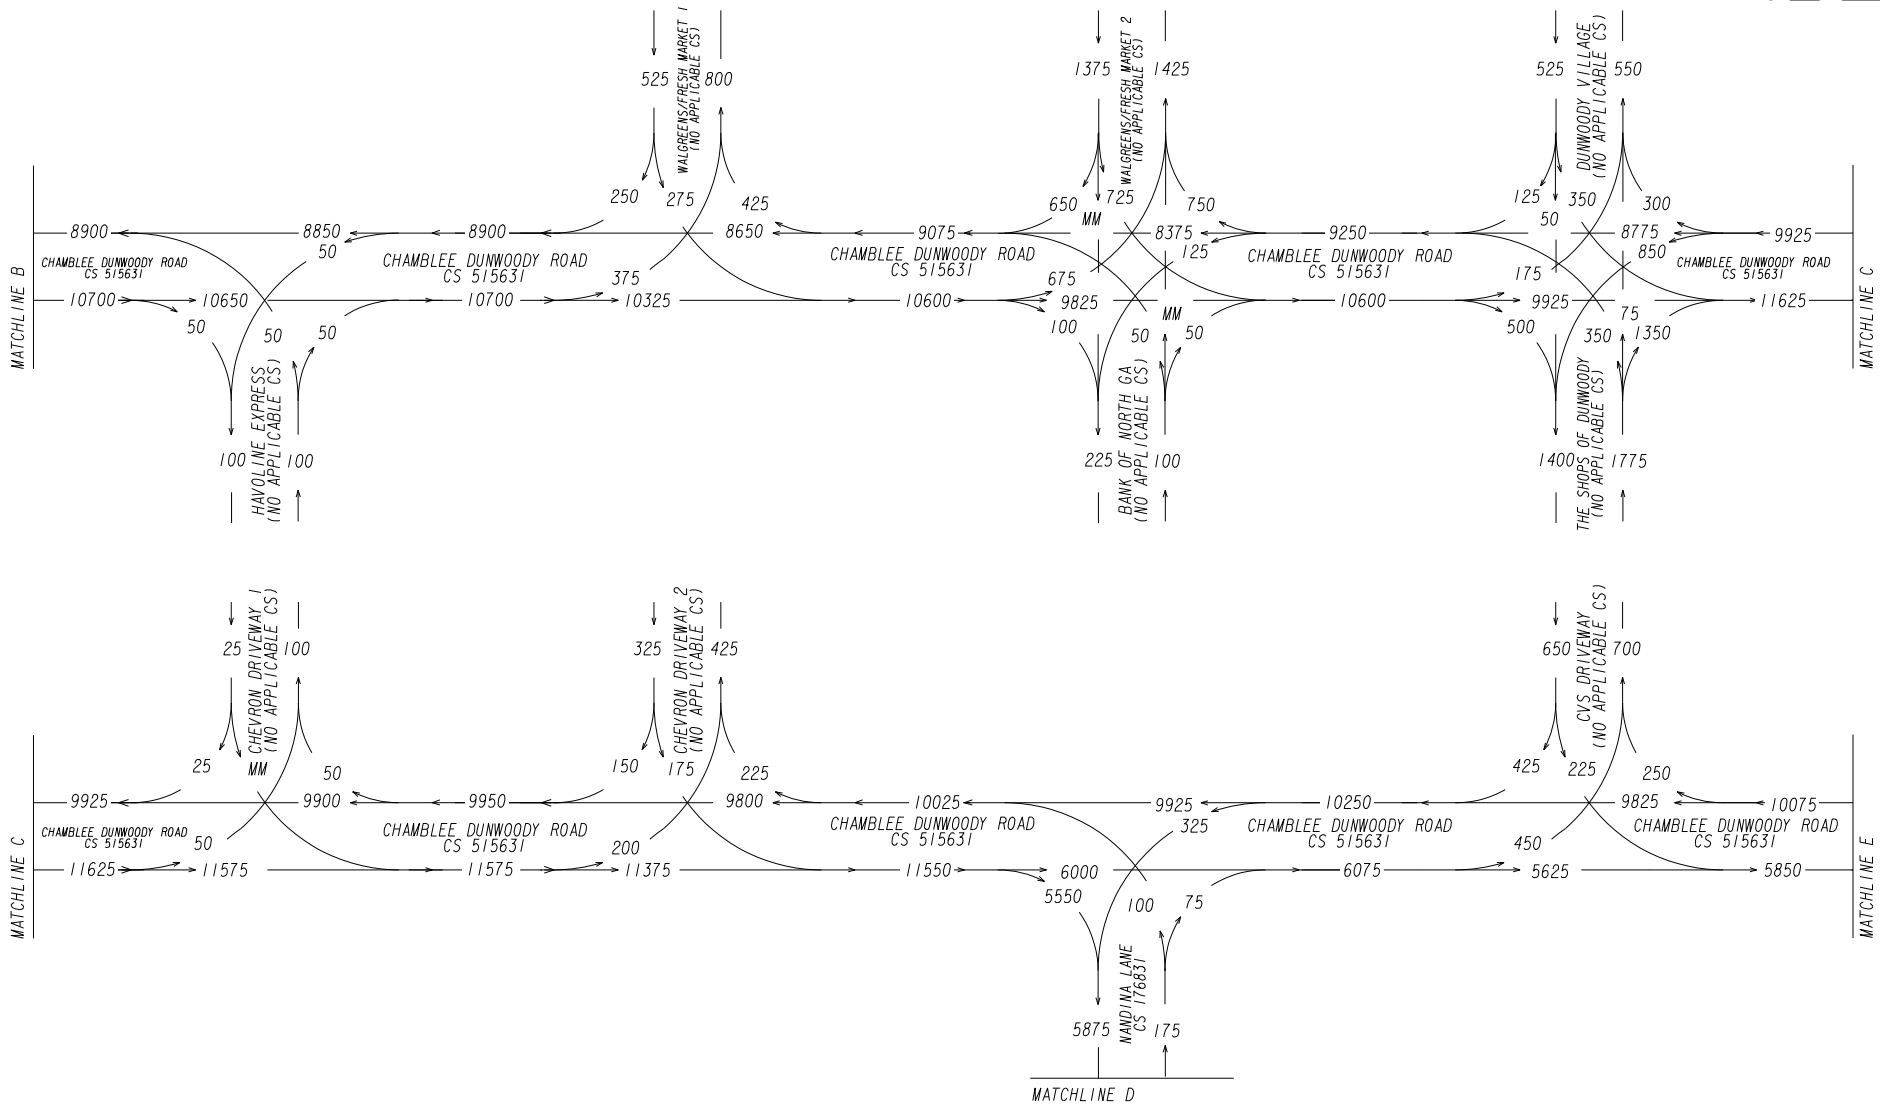 WALGREENS/FRESH MARKET 1
(NO APPLICABLE CS)
525
800
WALGREENS/FRESH MARKET 2
(NO APPLICABLE CS)
1375
1425
DUNWOODY VILLAGE
(NO APPLICABLE CS)
525
550
MATCHLINE B
250
275
425
650
MM
725
750
125
50
350
300
8900
8850
50
8900
8650
9075
8375
125
9250
8775
850
9925
CHAMBLEE DUNWOODY ROAD
CS 515631
CHAMBLEE DUNWOODY ROAD
CS 515631
CHAMBLEE DUNWOODY ROAD
CS 515631
CHAMBLEE DUNWOODY ROAD
CS 515631
CHAMBLEE DUNWOODY ROAD
CS 515631
375
675
175
10700
10650
10700
10325
10600
9825
MM
10600
9925
75
11625
50
50
50
100
50
50
500
350
1350
MATCHLINE C
100
HAVOLINE EXPRESS
(NO APPLICABLE CS)
100
225
BANK OF NORTH GA
(NO APPLICABLE CS)
100
1400
THE SHOPS OF DUNWOODY
(NO APPLICABLE CS)
1775
25
CHEVRON DRIVEWAY 1
(NO APPLICABLE CS)
100
325
CHEVRON DRIVEWAY 2
(NO APPLICABLE CS)
425
650
CVS DRIVEWAY
(NO APPLICABLE CS)
700
MATCHLINE C
25
MM
50
150
175
225
425
225
250
9925
9900
9950
9800
10025
9925
325
10250
9825
10075
CHAMBLEE DUNWOODY ROAD
CS 515631
CHAMBLEE DUNWOODY ROAD
CS 515631
CHAMBLEE DUNWOODY ROAD
CS 515631
CHAMBLEE DUNWOODY ROAD
CS 515631
CHAMBLEE DUNWOODY ROAD
CS 515631
50
200
450
11625
11575
11575
11375
11550
6000
6075
5625
5850
5550
100
75
MATCHLINE E
5875
NANDINA LANE
CS 176831
175
MATCHLINE D